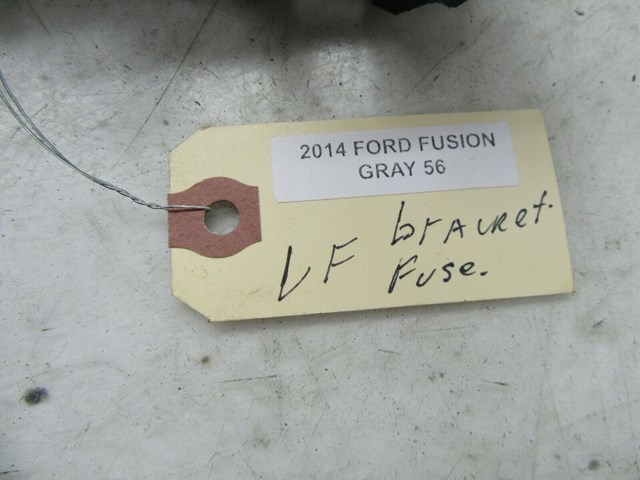 2014 FORD FUSION
GRAY 56
LF bracket.
Fuse.